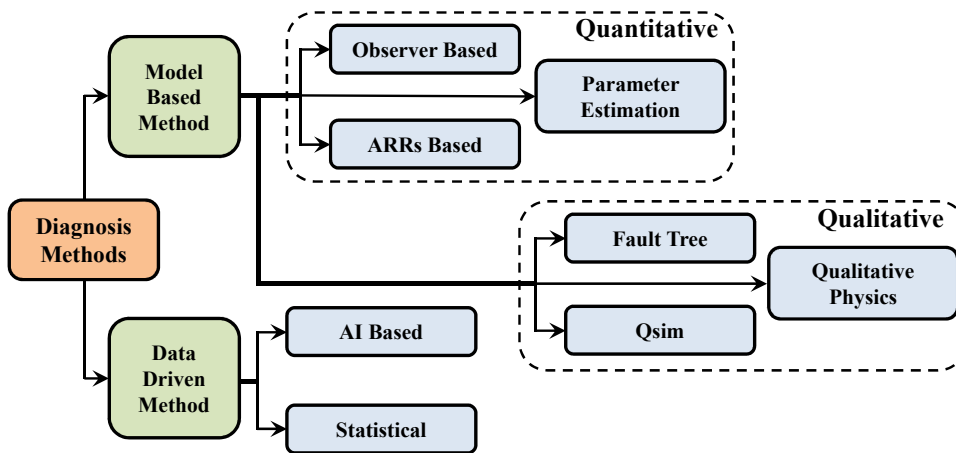 Quantitative
Observer Based
Model
Based
Method
Parameter
Estimation
ARRs Based
Diagnosis
Methods
Qualitative
Fault Tree
Qualitative
Physics
Qsim
AI Based
Data
Driven
Method
Statistical